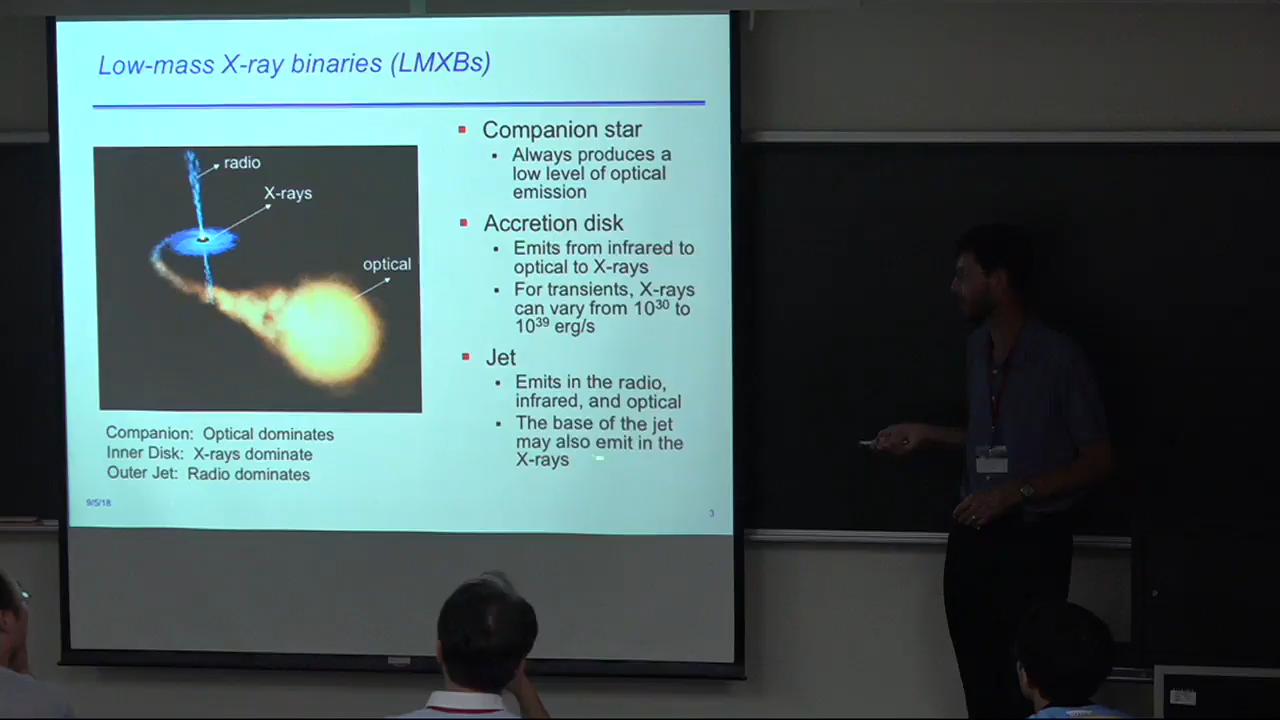 Low-mass X-ray binaries (LMXBs)
radio
X-rays
optical
Companion: Optical dominates
Inner Disk: X-rays dominate
Outer Jet: Radio dominates
▪ Companion star
▪ Always produces a
low level of optical
emission
▪ Accretion disk
▪ Emits from infrared to
optical to X-rays
▪ For transients, X-rays
can vary from 10³⁰ to
10³⁹ erg/s
▪ Jet
▪ Emits in the radio,
infrared, and optical
▪ The base of the jet
may also emit in the
X-rays
9/5/18
3